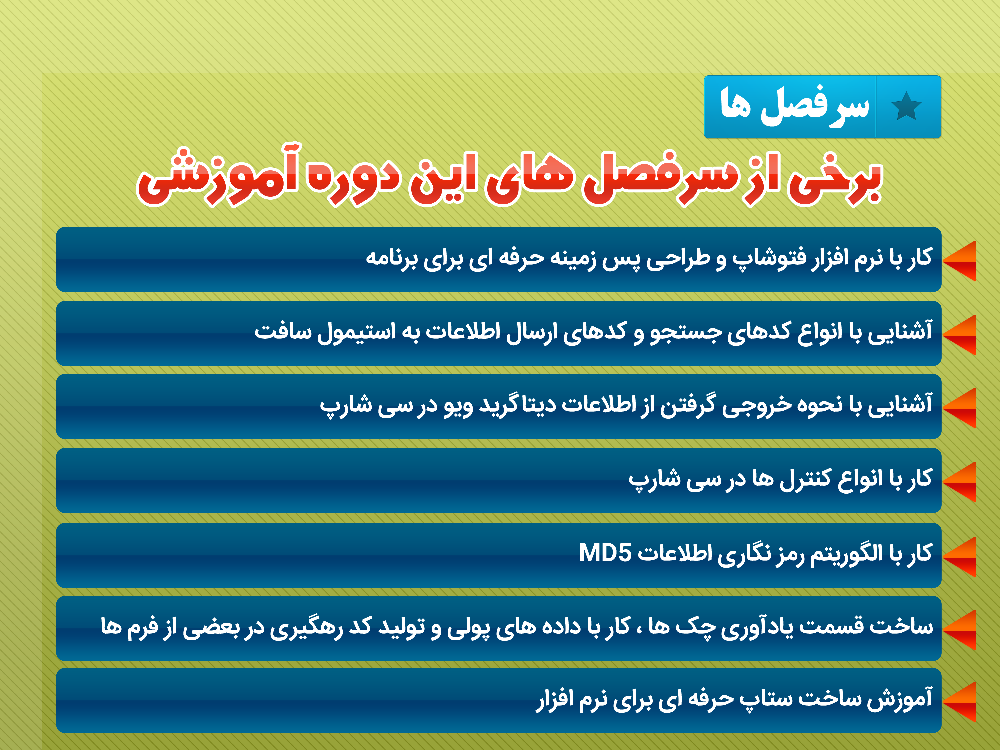 سرفصل ها
برخی از سرفصل های این دوره آموزشی
کار با نرم افزار فتوشاپ و طراحی پس زمینه حرفه ای برای برنامه
آشنایی با انواع کدهای جستجو و کدهای ارسال اطلاعات به استیمول سافت
آشنایی با نحوه خروجی گرفتن از اطلاعات دیتاگرید ویو در سی شارپ
کار با انواع کنترل ها در سی شارپ
کار با الگوریتم رمز نگاری اطلاعات MD5
ساخت قسمت یادآوری چک ها ، کار با داده های پولی و تولید کد رهگیری در بعضی از فرم ها
آموزش ساخت ستاپ حرفه ای برای نرم افزار